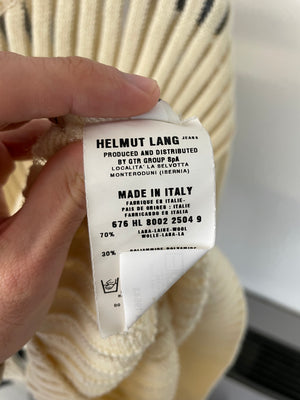 HELMUT LANG JEANS
PRODUCED AND DISTRIBUTED
BY GTR GROUP SpA
LOCALITA' LA SELVOTTA
MONTERODUNI (ISERNIA)
MADE IN ITALY
FABRIQUE EN ITALIE-
PAIS DE ORIGEN : ITALIA
FABRICADO EN ITALIA
676 HL 8002 2504 9
70% LANA-LAINE-WOOL
WOLLE-LANA-LA
30%